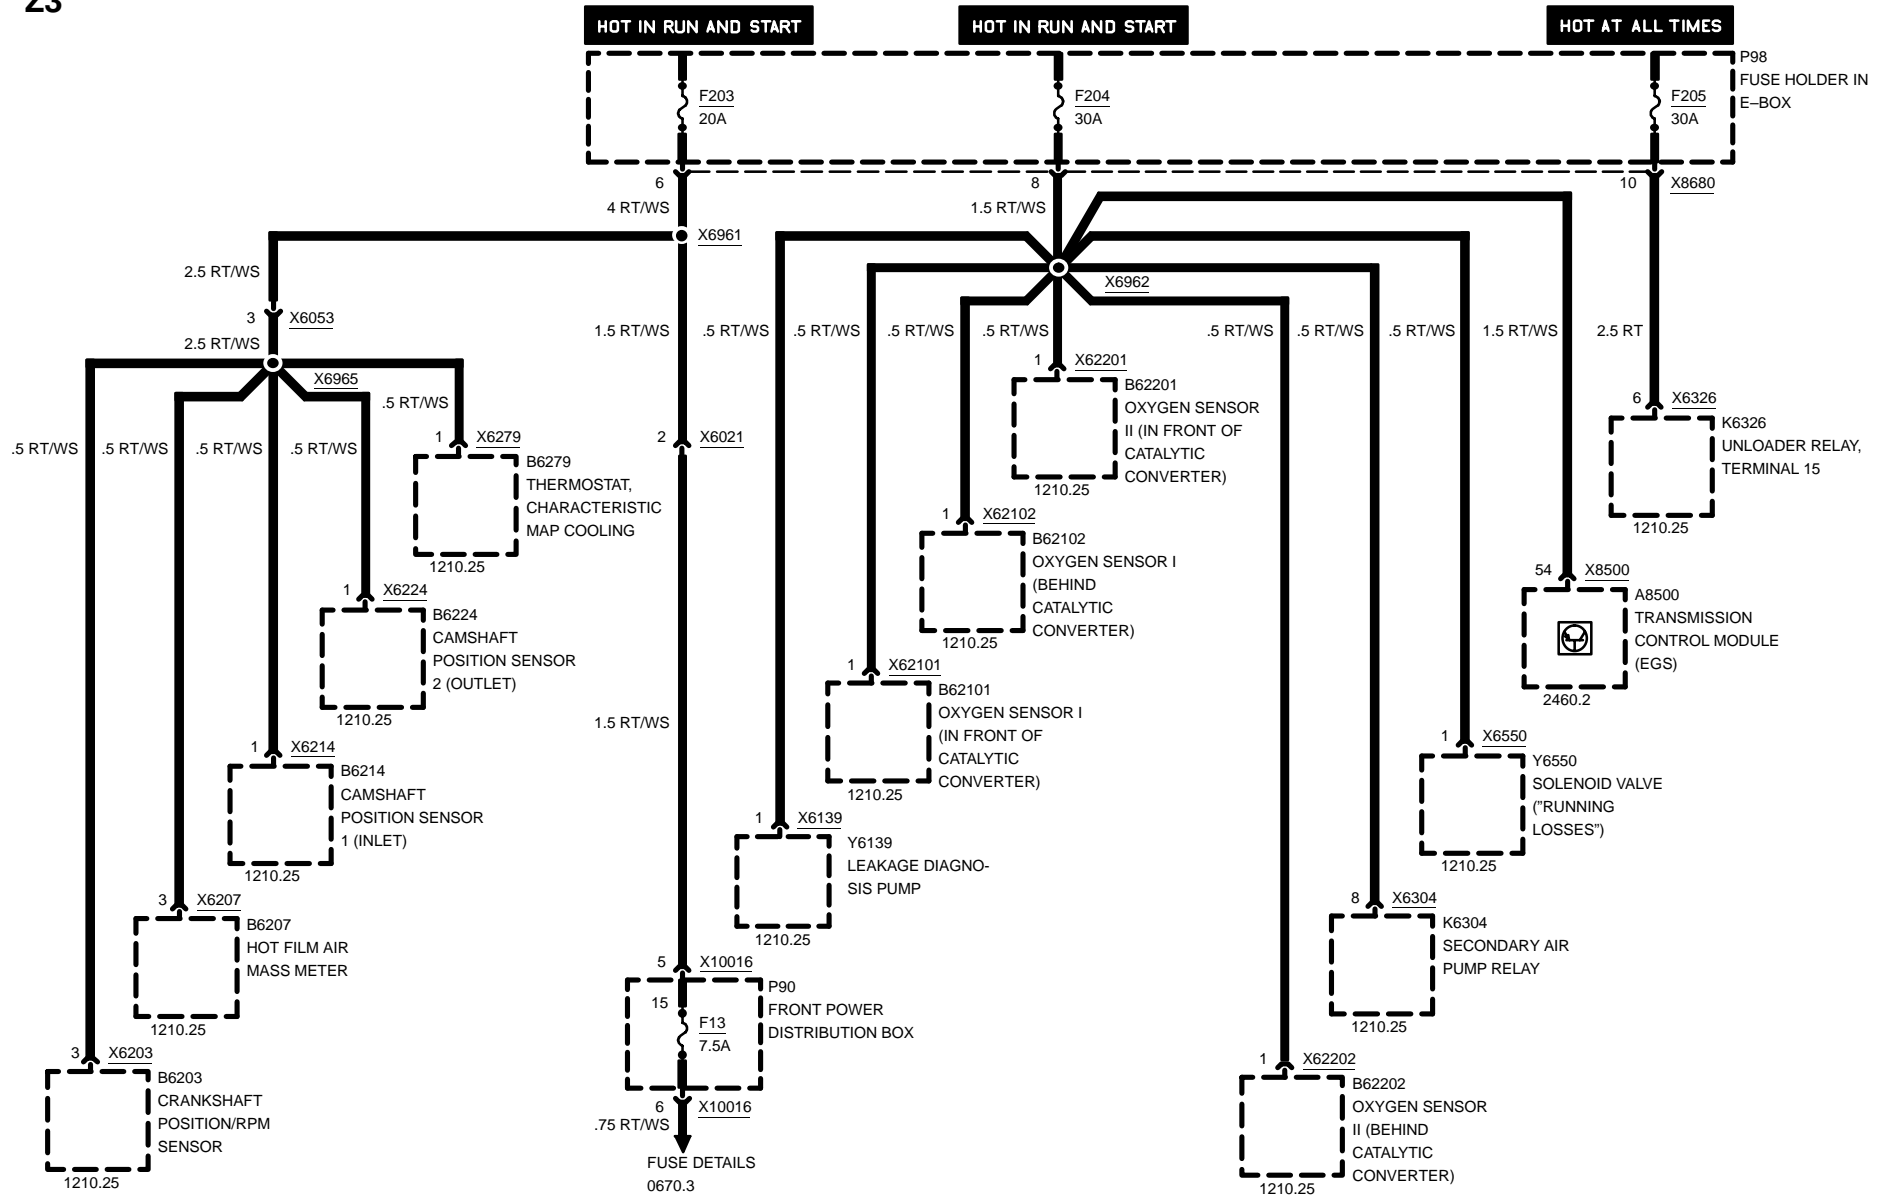 Z3
HOT IN RUN AND START
HOT IN RUN AND START
HOT AT ALL TIMES
P98
FUSE HOLDER IN
E–BOX
F203
20A
F204
30A
F205
30A
6
8
10
X8680
4 RT/WS
1.5 RT/WS
X6961
2.5 RT/WS
X6962
3
X6053
2.5 RT/WS
1.5 RT/WS
.5 RT/WS
.5 RT/WS
.5 RT/WS
.5 RT/WS
.5 RT/WS
.5 RT/WS
.5 RT/WS
1.5 RT/WS
2.5 RT
X6965
.5 RT/WS
.5 RT/WS
.5 RT/WS
.5 RT/WS
.5 RT/WS
1
X6279
B6279
THERMOSTAT,
CHARACTERISTIC
MAP COOLING
1210.25
2
X6021
1
X62201
B62201
OXYGEN SENSOR
II (IN FRONT OF
CATALYTIC
CONVERTER)
1210.25
6
X6326
K6326
UNLOADER RELAY,
TERMINAL 15
1210.25
1
X62102
B62102
OXYGEN SENSOR I
(BEHIND
CATALYTIC
CONVERTER)
1210.25
54
X8500
A8500
TRANSMISSION
CONTROL MODULE
(EGS)
2460.2
1
X6224
B6224
CAMSHAFT
POSITION SENSOR
2 (OUTLET)
1210.25
1
X62101
B62101
OXYGEN SENSOR I
(IN FRONT OF
CATALYTIC
CONVERTER)
1210.25
1.5 RT/WS
1
X6550
Y6550
SOLENOID VALVE
(”RUNNING
LOSSES”)
1210.25
1
X6214
B6214
CAMSHAFT
POSITION SENSOR
1 (INLET)
1210.25
1
X6139
Y6139
LEAKAGE DIAGNO-
SIS PUMP
1210.25
3
X6207
B6207
HOT FILM AIR
MASS METER
1210.25
8
X6304
K6304
SECONDARY AIR
PUMP RELAY
1210.25
5
X10016
P90
FRONT POWER
DISTRIBUTION BOX
15
F13
7.5A
6
X10016
.75 RT/WS
FUSE DETAILS
0670.3
3
X6203
B6203
CRANKSHAFT
POSITION/RPM
SENSOR
1210.25
1
X62202
B62202
OXYGEN SENSOR
II (BEHIND
CATALYTIC
CONVERTER)
1210.25